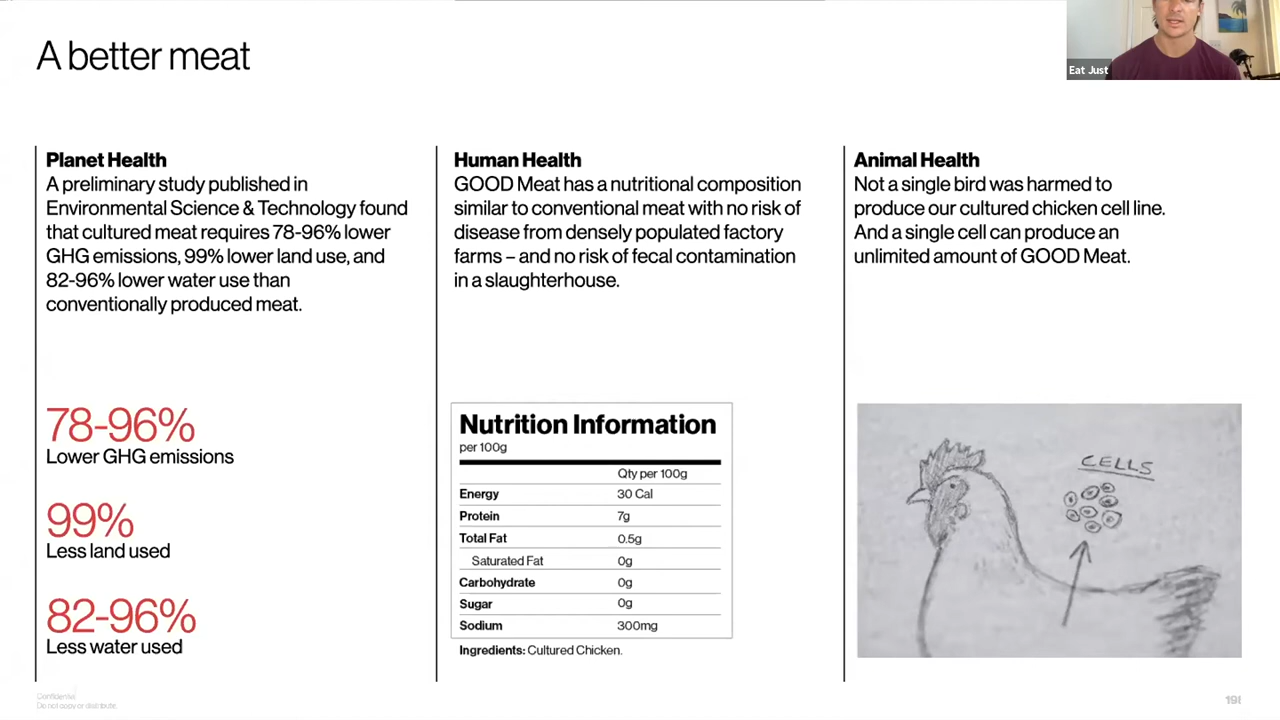 A better meat
Eat Just
Planet Health
A preliminary study published in
Environmental Science & Technology found
that cultured meat requires 78-96% lower
GHG emissions, 99% lower land use, and
82-96% lower water use than
conventionally produced meat.
78-96%
Lower GHG emissions
99%
Less land used
82-96%
Less water used
Human Health
GOOD Meat has a nutritional composition
similar to conventional meat with no risk of
disease from densely populated factory
farms – and no risk of fecal contamination
in a slaughterhouse.
Nutrition Information
per 100g
Qty per 100g
Energy 30 Cal
Protein 7g
Total Fat 0.5g
Saturated Fat 0g
Carbohydrate 0g
Sugar 0g
Sodium 300mg
Ingredients: Cultured Chicken.
Animal Health
Not a single bird was harmed to
produce our cultured chicken cell line.
And a single cell can produce an
unlimited amount of GOOD Meat.
CELLS
Confidential
Do not copy or distribute.